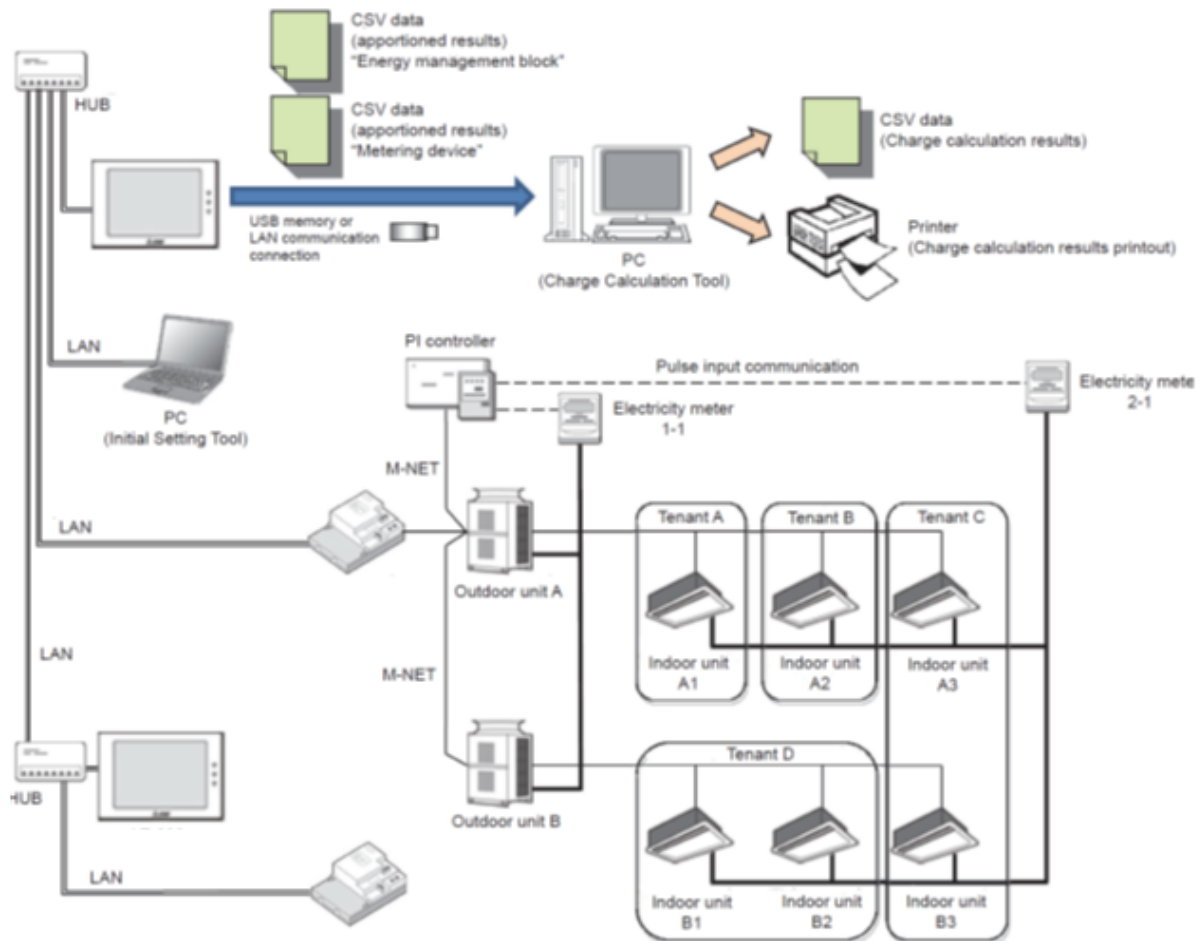 CSV data
(apportioned results)
"Energy management block"
HUB
CSV data
(apportioned results)
"Metering device"
CSV data
(Charge calculation results)
USB memory or
LAN communication
connection
PC
(Charge Calculation Tool)
Printer
(Charge calculation results printout)
LAN
PC
(Initial Setting Tool)
PI controller
Pulse input communication
Electricity meter
1-1
Electricity meter
2-1
M-NET
LAN
Tenant A
Tenant B
Tenant C
Outdoor unit A
LAN
M-NET
Indoor unit
A1
Indoor unit
A2
Indoor unit
A3
Tenant D
HUB
Outdoor unit B
LAN
Indoor unit
B1
Indoor unit
B2
Indoor unit
B3